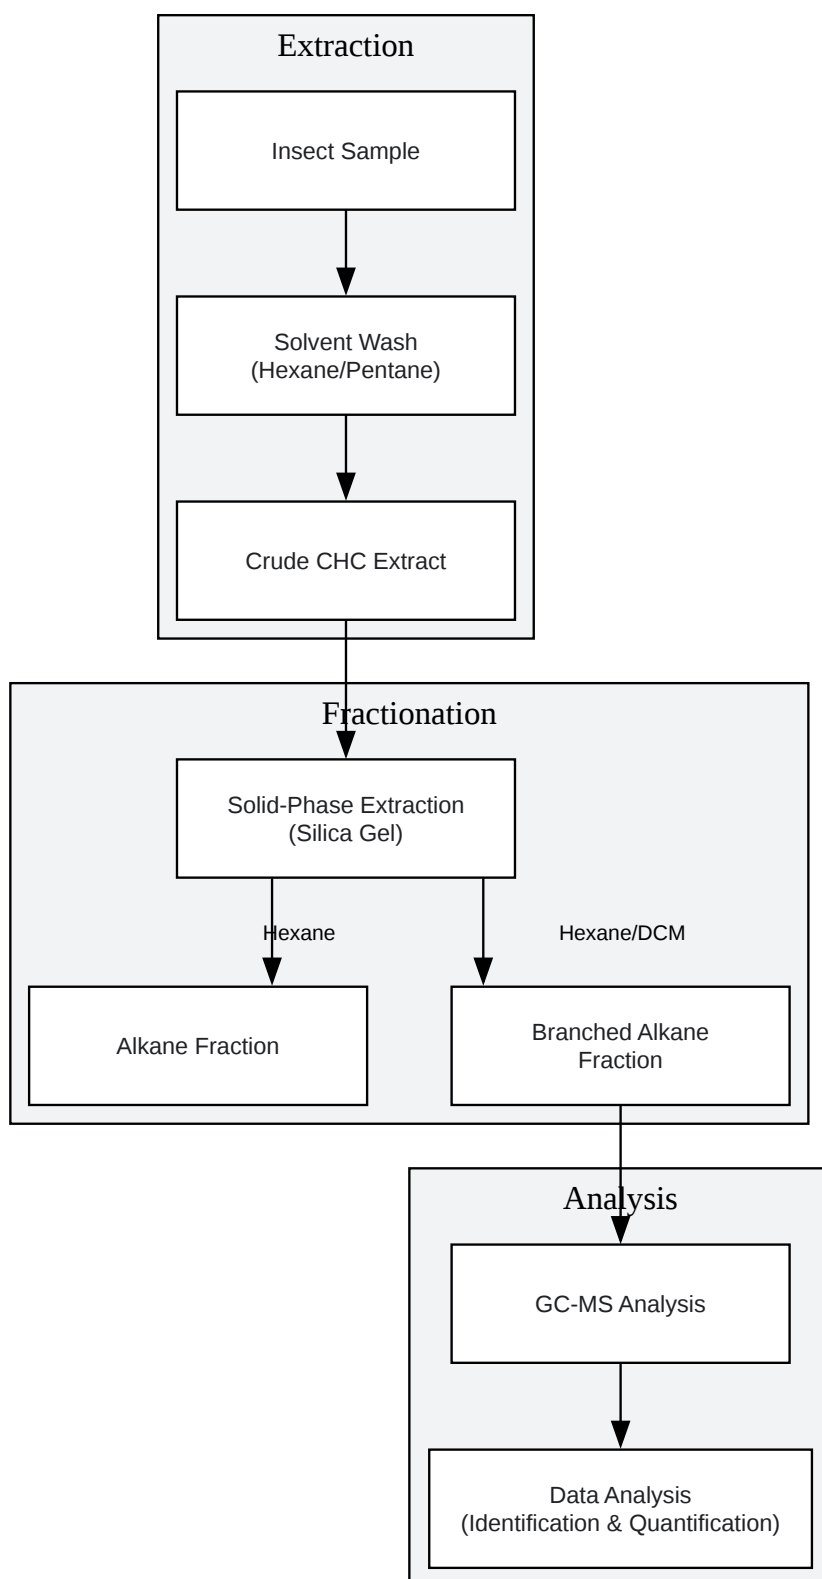 Extraction
Insect Sample
Solvent Wash
(Hexane/Pentane)
Crude CHC Extract
Fractionation
Solid-Phase Extraction
(Silica Gel)
Hexane
Hexane/DCM
Alkane Fraction
Branched Alkane
Fraction
Analysis
GC-MS Analysis
Data Analysis
(Identification & Quantification)